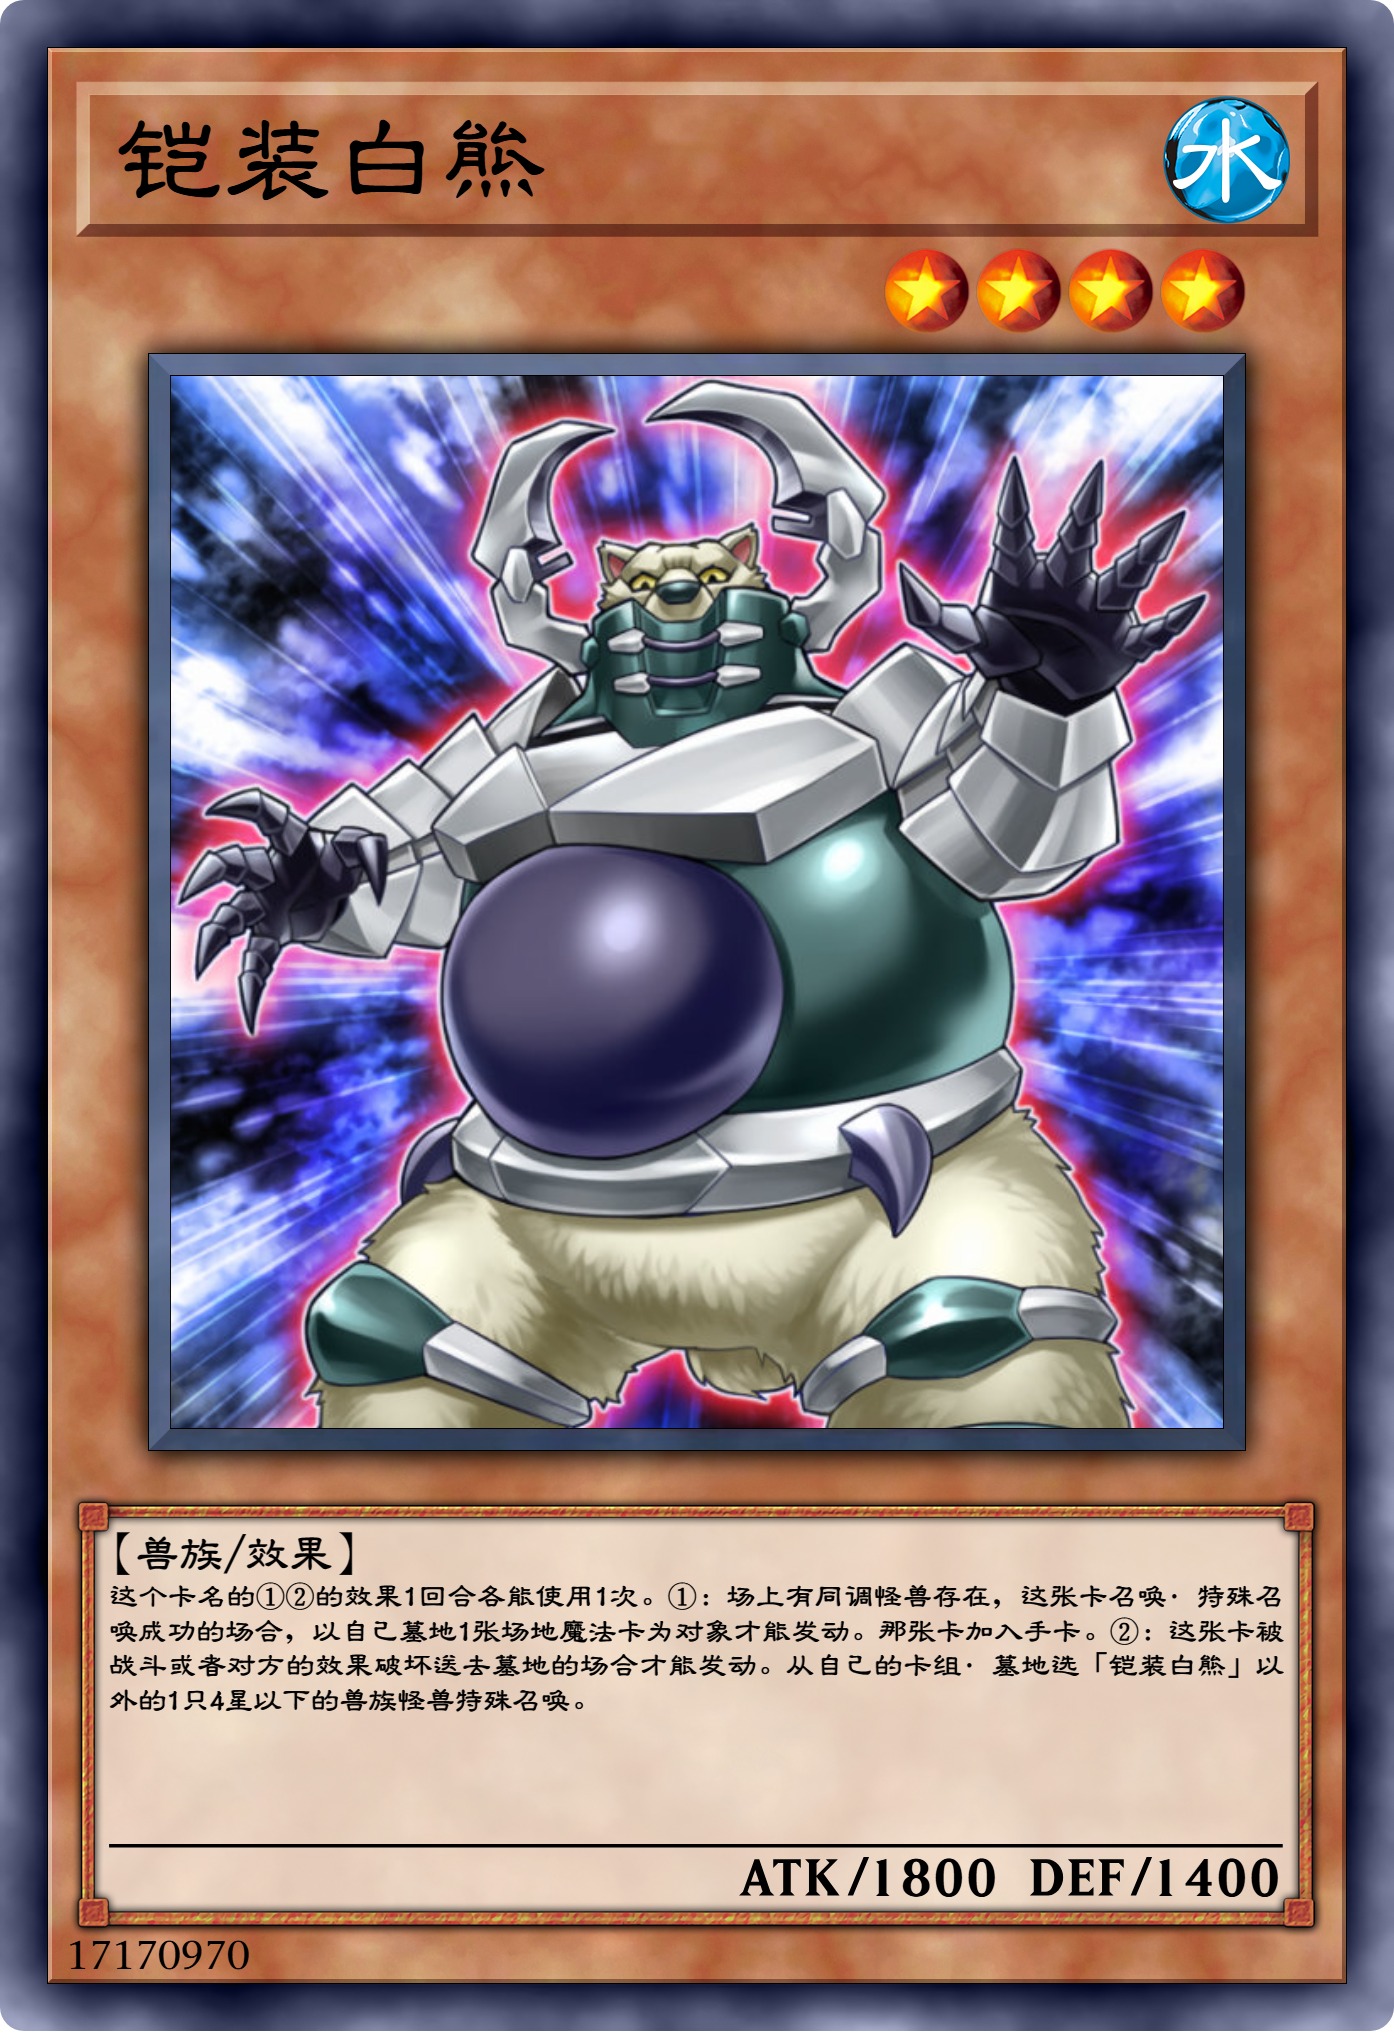 铠装白熊
水
【兽族/效果】
这个卡名的①②的效果1回合各能使用1次。①：场上有同调怪兽存在，这张卡召唤·特殊召
唤成功的场合，以自己墓地1张场地魔法卡为对象才能发动。那张卡加入手卡。②：这张卡被
战斗或者对方的效果破坏送去墓地的场合才能发动。从自己的卡组·墓地选「铠装白熊」以
外的1只4星以下的兽族怪兽特殊召唤。
ATK/1800 DEF/1400
17170970